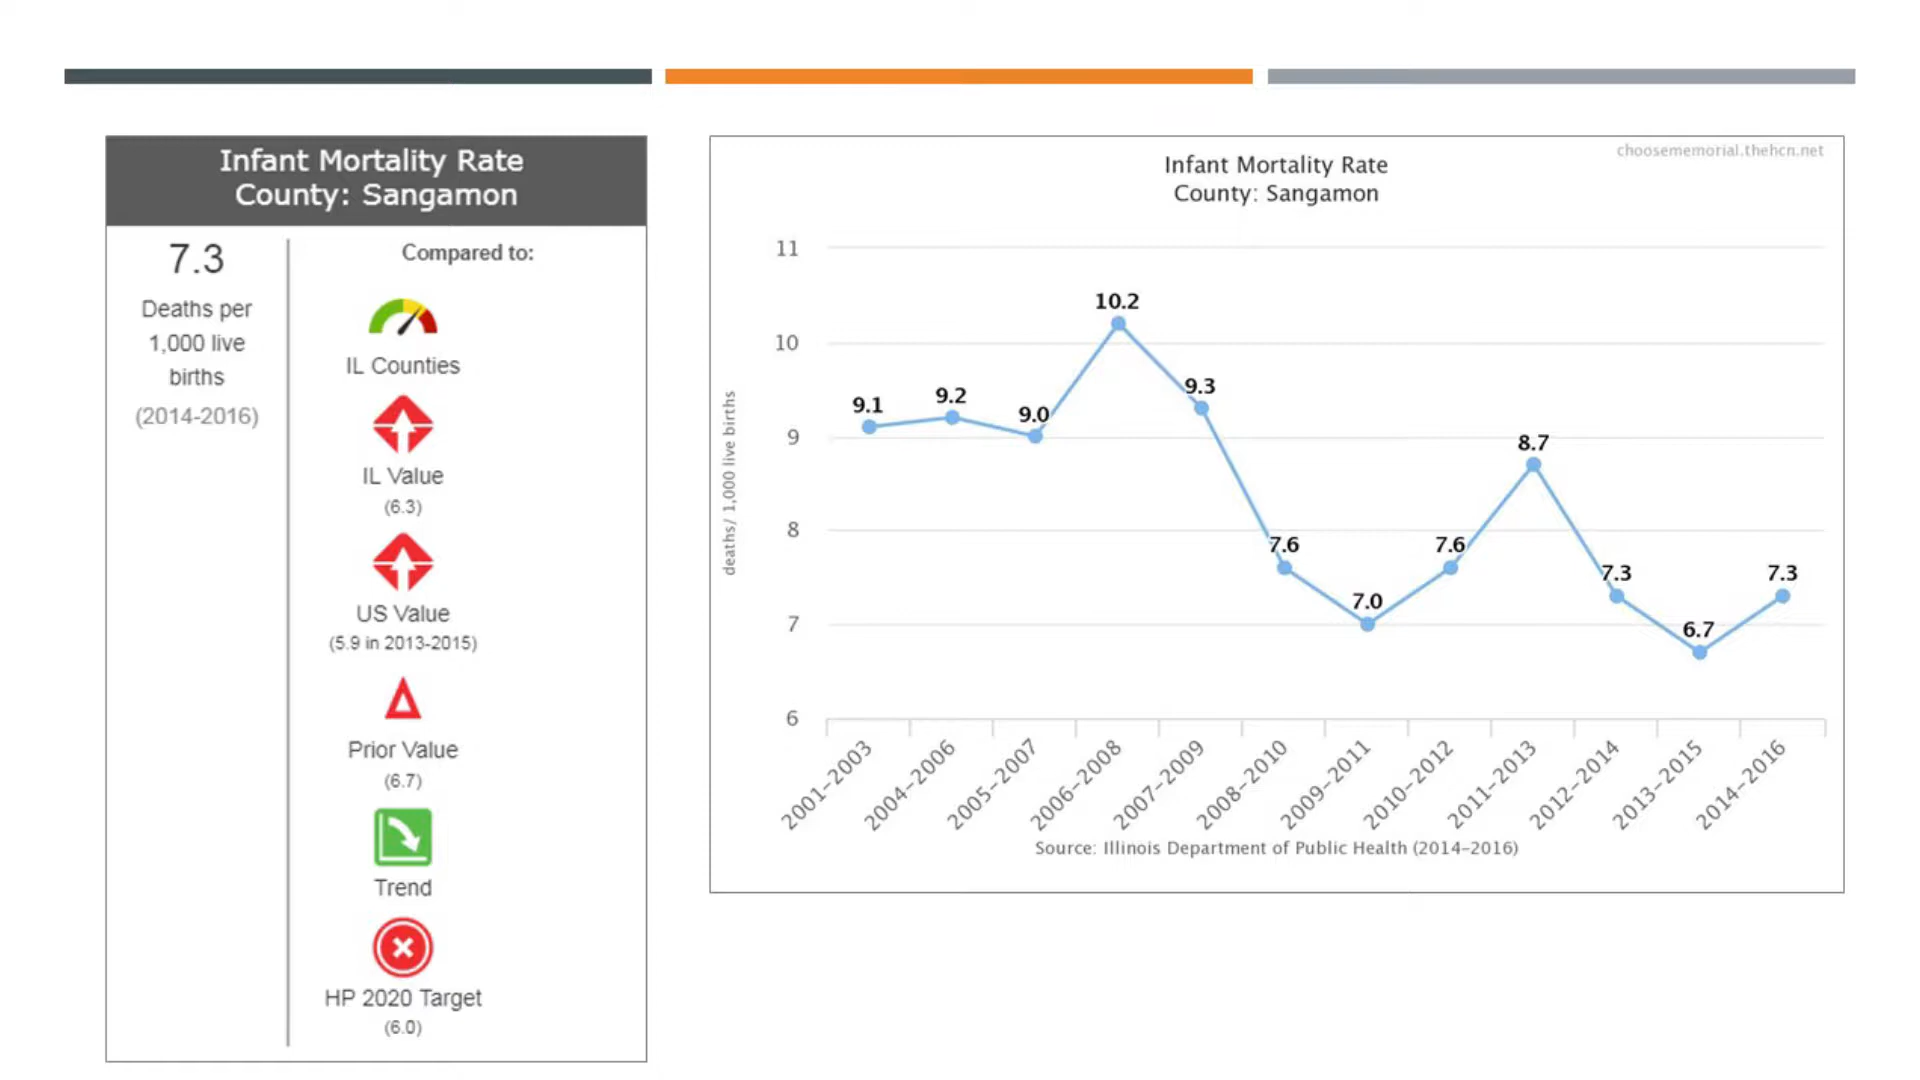 Infant Mortality Rate
County: Sangamon
7.3
Deaths per
1,000 live
births
(2014-2016)
Compared to:
IL Counties
IL Value
(6.3)
US Value
(5.9 in 2013-2015)
Prior Value
(6.7)
Trend
HP 2020 Target
(6.0)
choosememorial.thehcn.net
Infant Mortality Rate
County: Sangamon
deaths/ 1,000 live births
11
10
9
8
7
6
9.1
9.2
9.0
10.2
9.3
7.6
7.0
7.6
8.7
7.3
6.7
7.3
2001-2003
2004-2006
2005-2007
2006-2008
2007-2009
2008-2010
2009-2011
2010-2012
2011-2013
2012-2014
2013-2015
2014-2016
Source: Illinois Department of Public Health (2014-2016)